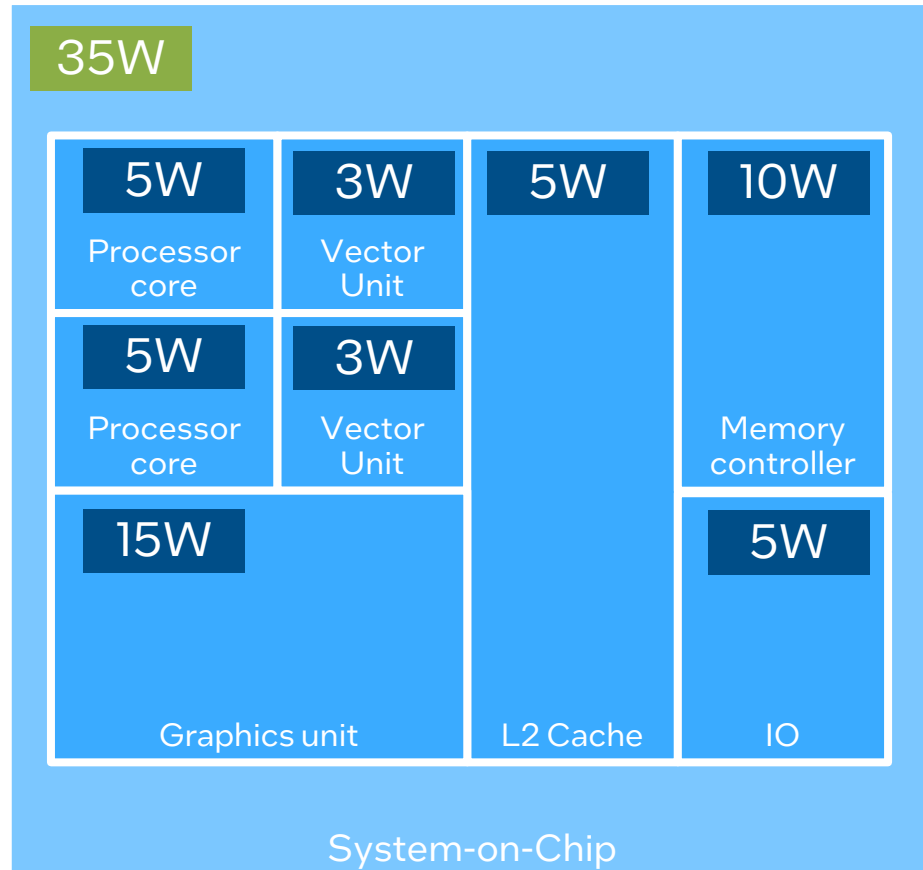 35W
5W
Processor
core
3W
Vector
Unit
5W
L2 Cache
10W
Memory
controller
5W
Processor
core
3W
Vector
Unit
15W
Graphics unit
5W
IO
System-on-Chip